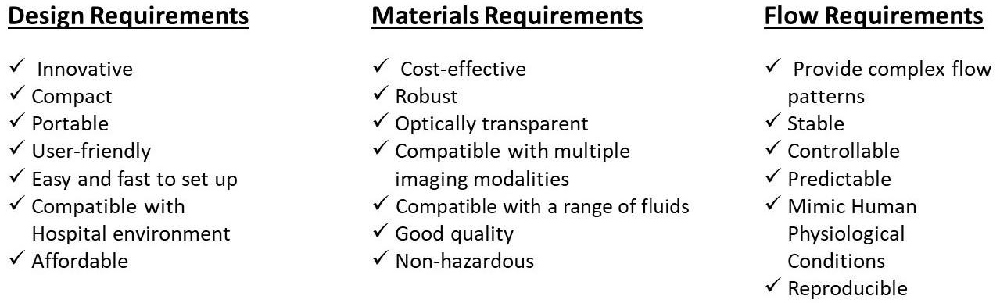 Design Requirements
✓ Innovative
✓ Compact
✓ Portable
✓ User-friendly
✓ Easy and fast to set up
✓ Compatible with
Hospital environment
✓ Affordable
Materials Requirements
✓ Cost-effective
✓ Robust
✓ Optically transparent
✓ Compatible with multiple
imaging modalities
✓ Compatible with a range of fluids
✓ Good quality
✓ Non-hazardous
Flow Requirements
✓ Provide complex flow
patterns
✓ Stable
✓ Controllable
✓ Predictable
✓ Mimic Human
Physiological
Conditions
✓ Reproducible